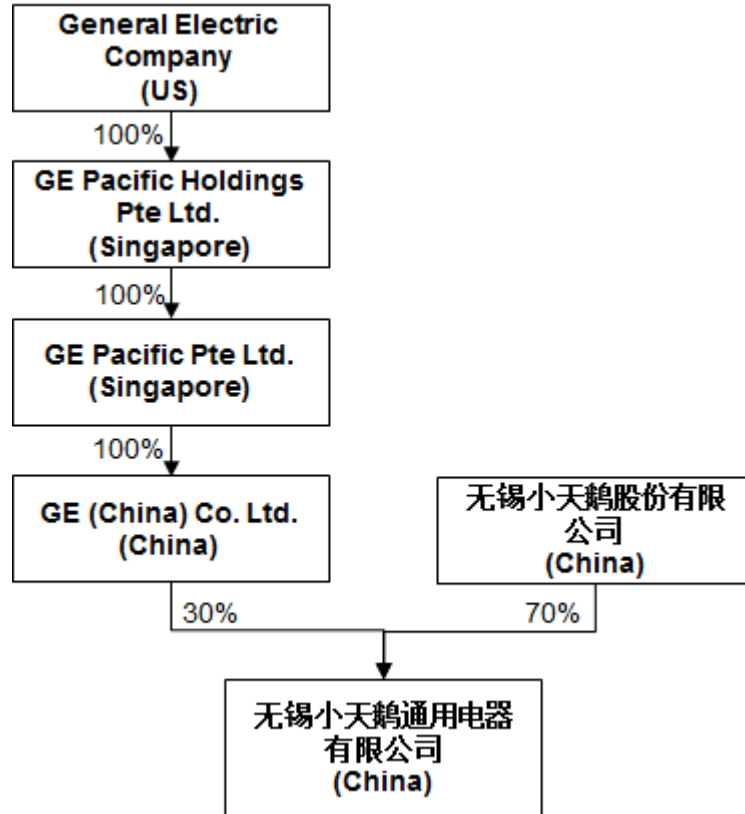 General Electric
Company
(US)
100%
GE Pacific Holdings
Pte Ltd.
(Singapore)
100%
GE Pacific Pte Ltd.
(Singapore)
100%
GE (China) Co. Ltd.
(China)
无锡小天鹅股份有限
公司
(China)
30%
70%
无锡小天鹅通用电器
有限公司
(China)